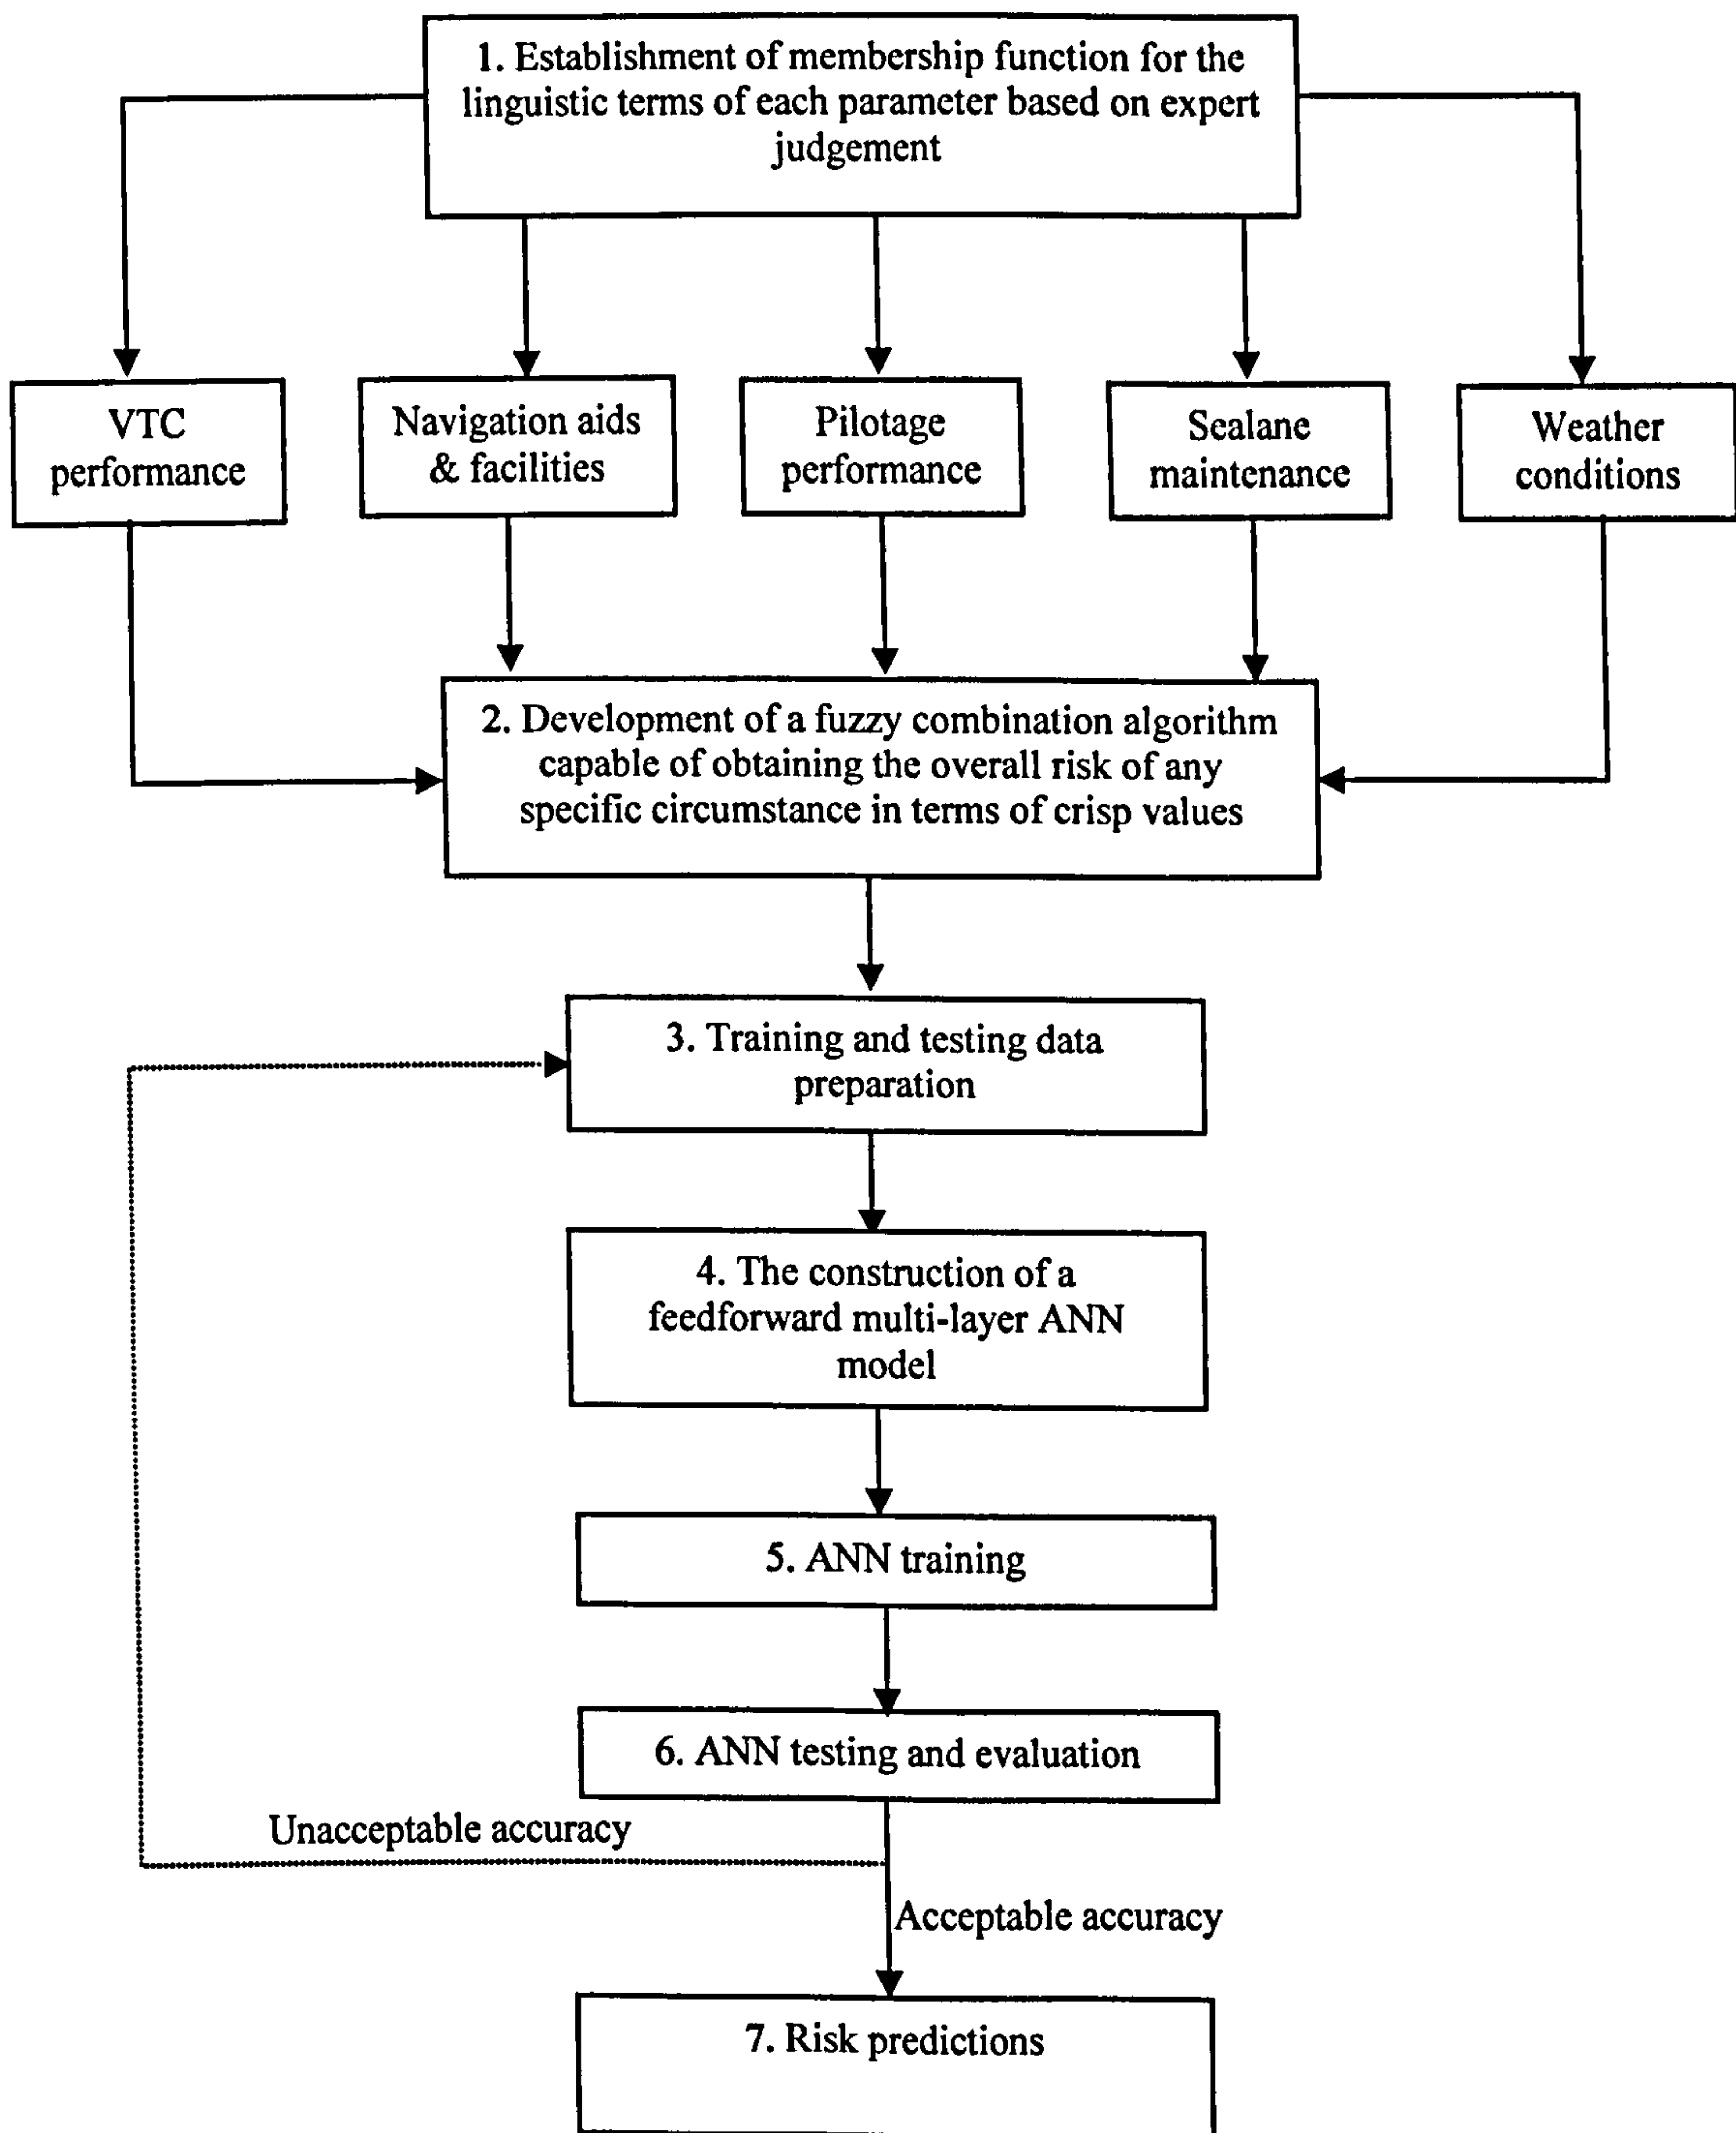 1. Establishment of membership function for the
linguistic terms of each parameter based on expert
judgement
VTC
performance
Navigation aids
& facilities
Pilotage
performance
Sealane
maintenance
Weather
conditions
2. Development of a fuzzy combination algorithm
capable of obtaining the overall risk of any
specific circumstance in terms of crisp values
3. Training and testing data
preparation
4. The construction of a
feedforward multi-layer ANN
model
5. ANN training
6. ANN testing and evaluation
Unacceptable accuracy
Acceptable accuracy
7. Risk predictions